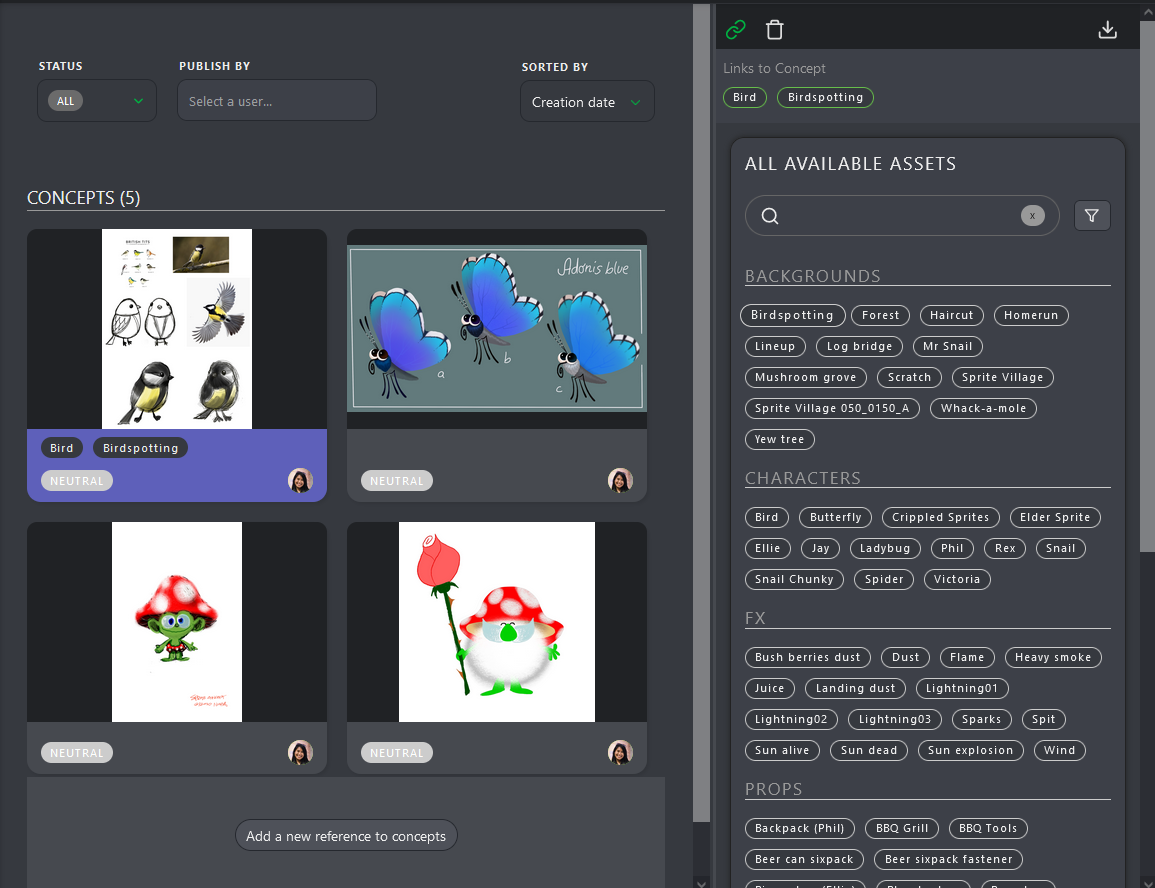 STATUS
PUBLISH BY
SORTED BY
ALL
Select a user...
Creation date
CONCEPTS (5)
BRITISH TITS
Adonis blue
a
b
c
Bird
Birdspotting
NEUTRAL
NEUTRAL
NEUTRAL
NEUTRAL
Add a new reference to concepts
Links to Concept
Bird
Birdspotting
ALL AVAILABLE ASSETS
x
BACKGROUNDS
Birdspotting Forest Haircut Homerun
Lineup Log bridge Mr Snail
Mushroom grove Scratch Sprite Village
Sprite Village 050_0150_A Whack-a-mole
Yew tree
CHARACTERS
Bird Butterfly Crippled Sprites Elder Sprite
Ellie Jay Ladybug Phil Rex Snail
Snail Chunky Spider Victoria
FX
Bush berries dust Dust Flame Heavy smoke
Juice Landing dust Lightning01
Lightning02 Lightning03 Sparks Spit
Sun alive Sun dead Sun explosion Wind
PROPS
Backpack (Phil) BBQ Grill BBQ Tools
Beer can sixpack Beer sixpack fastener